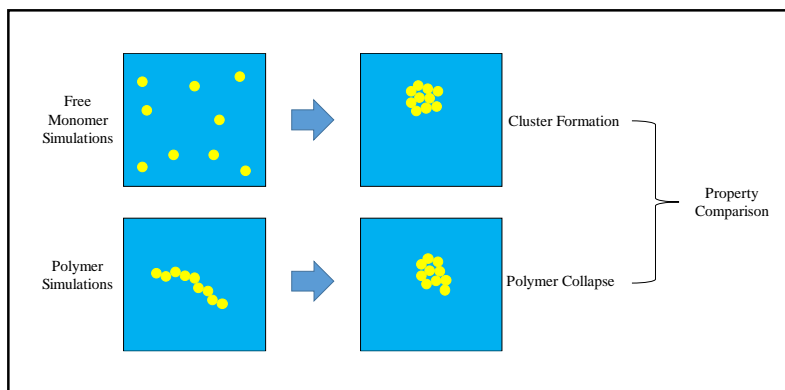 Free
Monomer
Simulations
Cluster Formation
Property
Comparison
Polymer
Simulations
Polymer Collapse